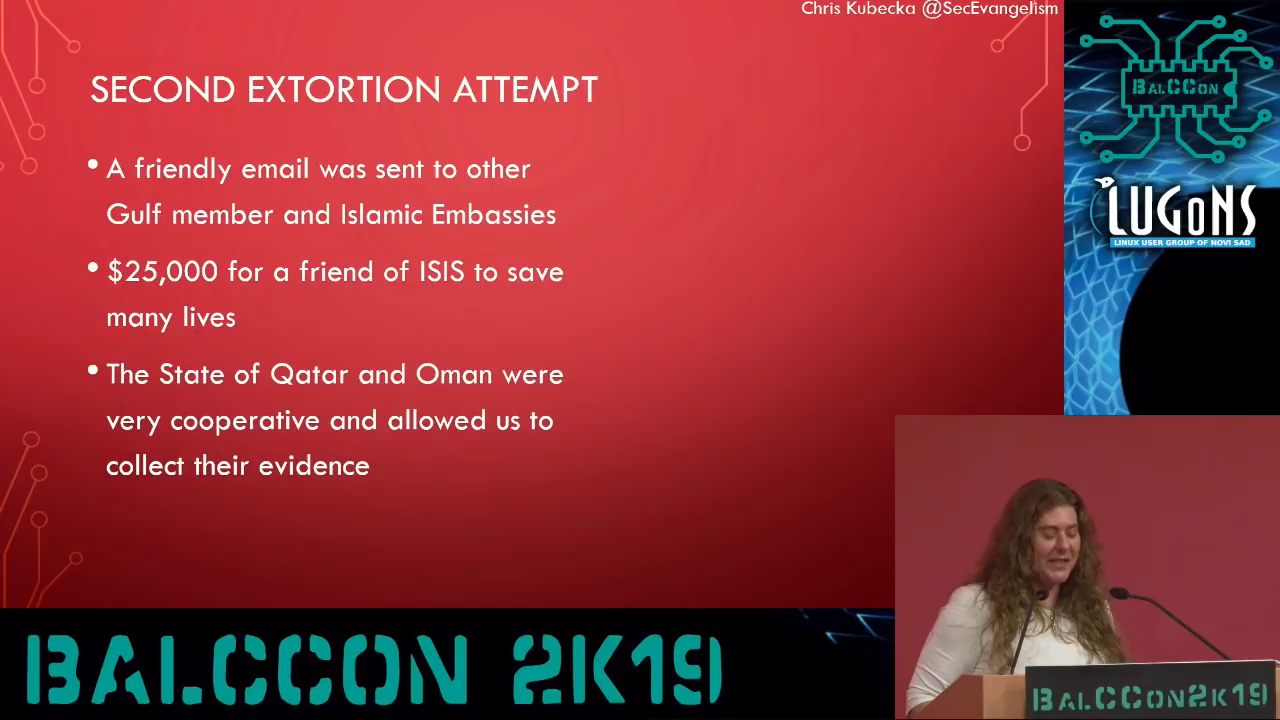 Chris Kubecka @SecEvangelism
SECOND EXTORTION ATTEMPT
• A friendly email was sent to other
Gulf member and Islamic Embassies
• $25,000 for a friend of ISIS to save
many lives
• The State of Qatar and Oman were
very cooperative and allowed us to
collect their evidence
BALCCON
LUGONS
LINUX USER GROUP OF NOVI SAD
BALCCON 2K19
BALCCON2K19